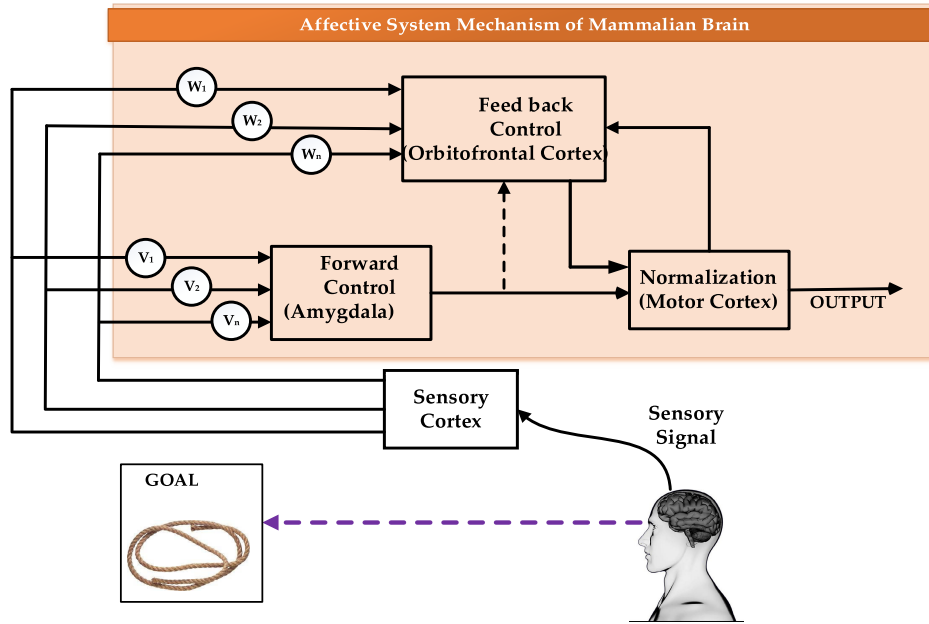 Affective System Mechanism of Mammalian Brain
W₁
W₂
Wₙ
Feed back
Control
(Orbitofrontal Cortex)
V₁
V₂
Vₙ
Forward
Control
(Amygdala)
Normalization
(Motor Cortex)
OUTPUT
Sensory
Cortex
Sensory
Signal
GOAL